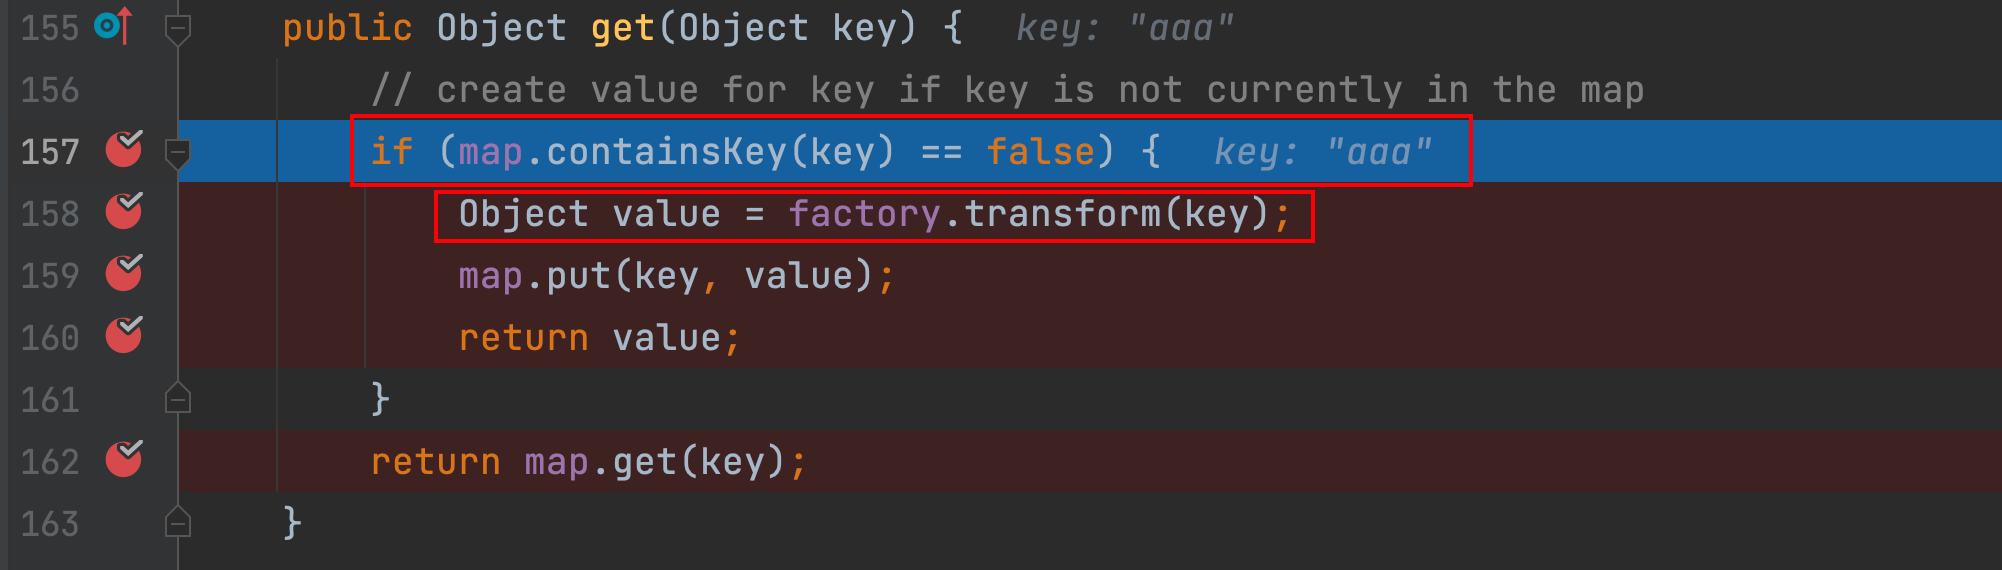 155 public Object get(Object key) { key: "aaa"
156 // create value for key if key is not currently in the map
157 if (map.containsKey(key) == false) { key: "aaa"
158 Object value = factory.transform(key);
159 map.put(key, value);
160 return value;
161 }
162 return map.get(key);
163 }